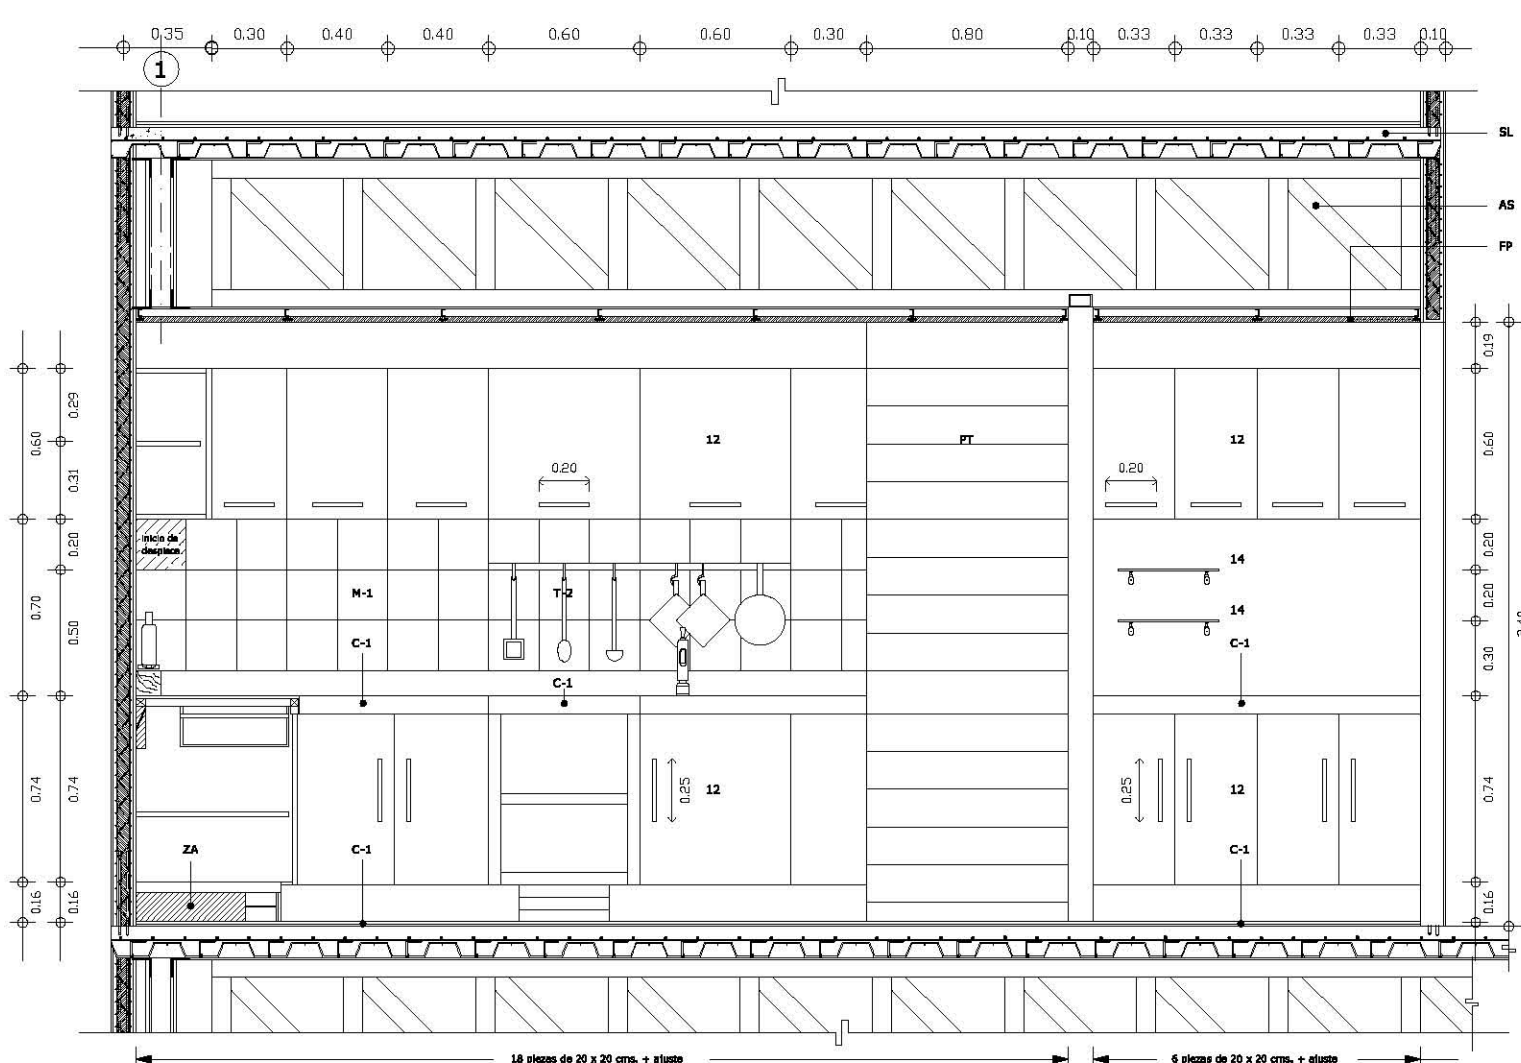 0.35 0.30 0.40 0.40 0.60 0.60 0.30 0.80 0.10 0.33 0.33 0.33 0.33 0.10
1
SL
AS
FP
0.19
0.29
0.60
12
PT
12
0.60
0.31
0.20
0.20
Inicio de
despiece
0.20
0.20
14
M-1
T-2
0.70
0.20
14
0.50
C-1
C-1
0.30
C-1
0.74
0.74
0.25
12
0.25
12
0.74
ZA
C-1
C-1
0.16
0.16
0.16
18 piezas de 20 x 20 cms. + ajuste
6 piezas de 20 x 20 cms. + ajuste